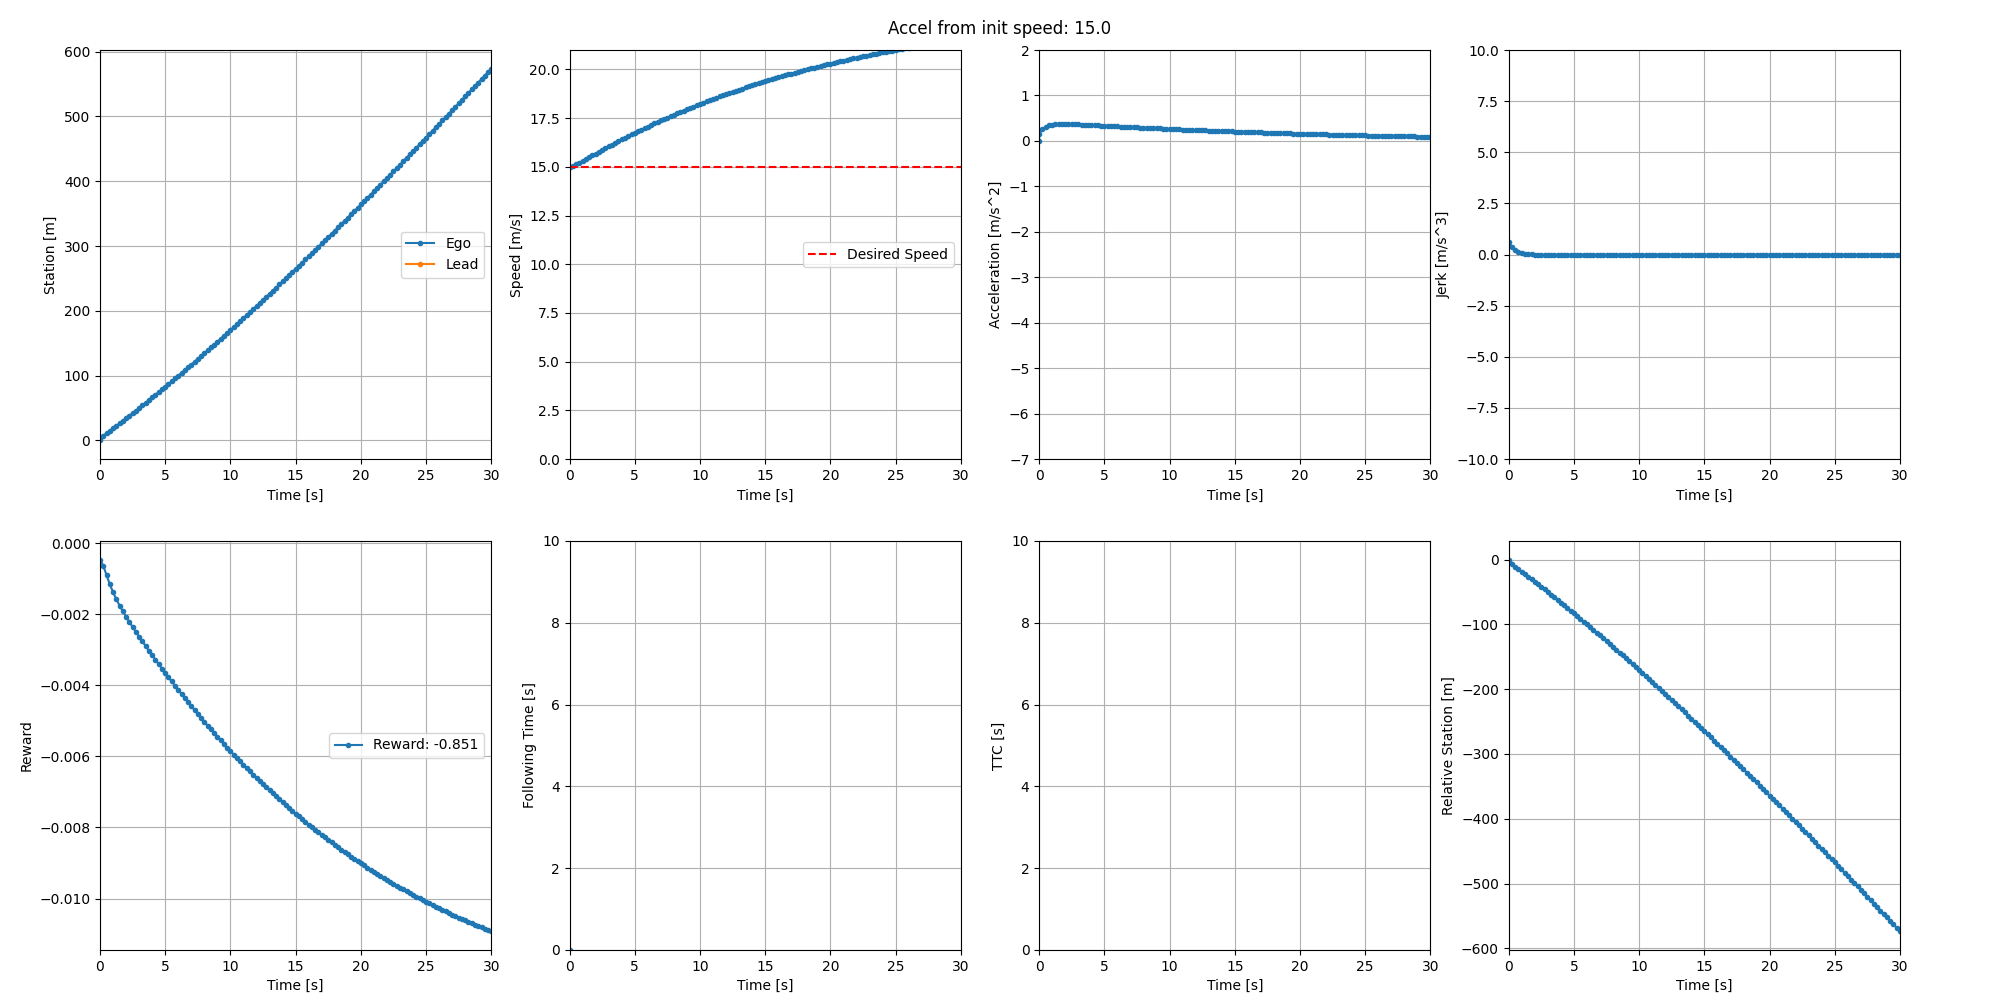 Accel from init speed: 15.0
600
500
400
300
200
100
0
Station [m]
Ego
Lead
0 5 10 15 20 25 30
Time [s]
20.0
17.5
15.0
12.5
10.0
7.5
5.0
2.5
0.0
Speed [m/s]
Desired Speed
0 5 10 15 20 25 30
Time [s]
2
1
0
−1
−2
−3
−4
−5
−6
−7
Acceleration [m/s^2]
0 5 10 15 20 25 30
Time [s]
10.0
7.5
5.0
2.5
0.0
−2.5
−5.0
−7.5
−10.0
Jerk [m/s^3]
0 5 10 15 20 25 30
Time [s]
0.000
−0.002
−0.004
−0.006
−0.008
−0.010
Reward
Reward: -0.851
0 5 10 15 20 25 30
Time [s]
10
8
6
4
2
0
Following Time [s]
0 5 10 15 20 25 30
Time [s]
10
8
6
4
2
0
TTC [s]
0 5 10 15 20 25 30
Time [s]
0
−100
−200
−300
−400
−500
−600
Relative Station [m]
0 5 10 15 20 25 30
Time [s]